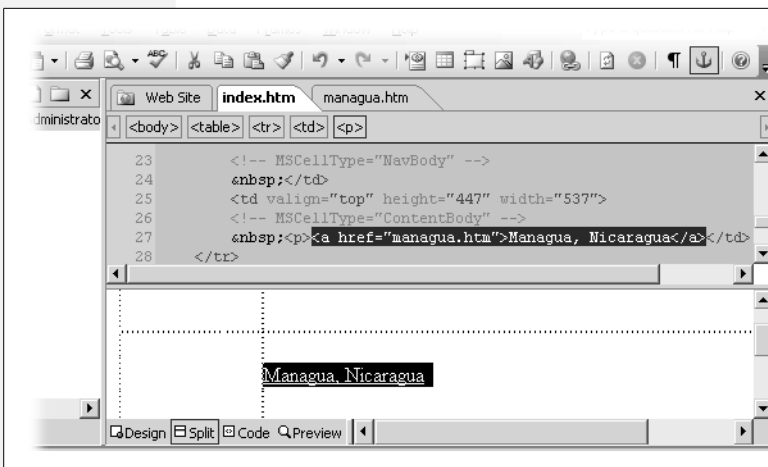 ABC
Web Site index.htm managua.htm
dministrato
<body> <table> <tr> <td> <p>
23 <!-- MSCellType="NavBody" -->
24 &nbsp;</td>
25 <td valign="top" height="447" width="537">
26 <!-- MSCellType="ContentBody" -->
27 &nbsp;<p><a href="managua.htm">Managua, Nicaragua</a></td>
28 </tr>
Managua, Nicaragua
Design Split Code Preview